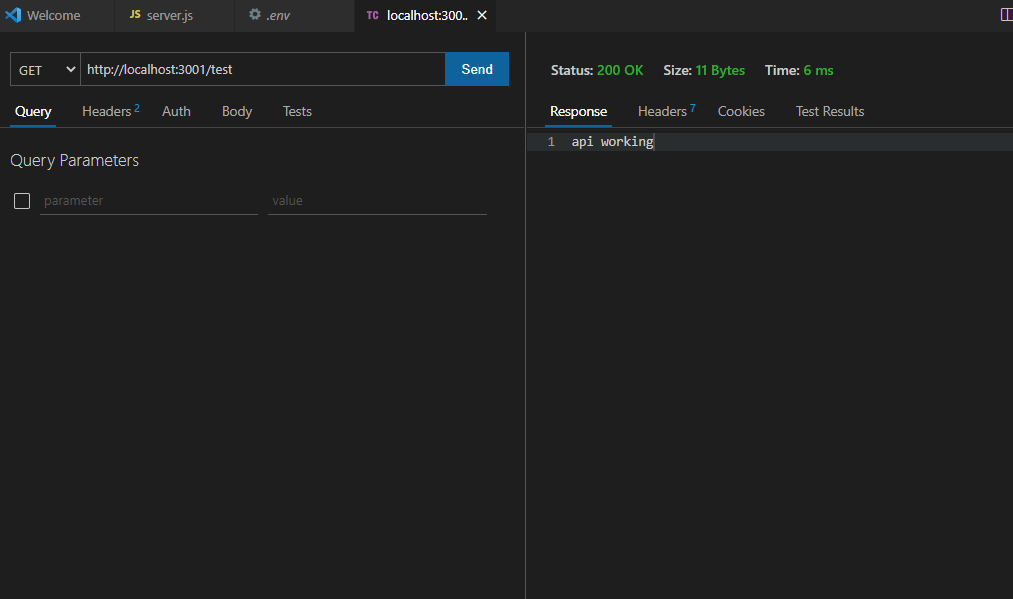 Welcome
JS server.js
.env
TC localhost:300..
GET http://localhost:3001/test Send
Query Headers 2 Auth Body Tests
Query Parameters
parameter value
Status: 200 OK Size: 11 Bytes Time: 6 ms
Response Headers 7 Cookies Test Results
1 api working